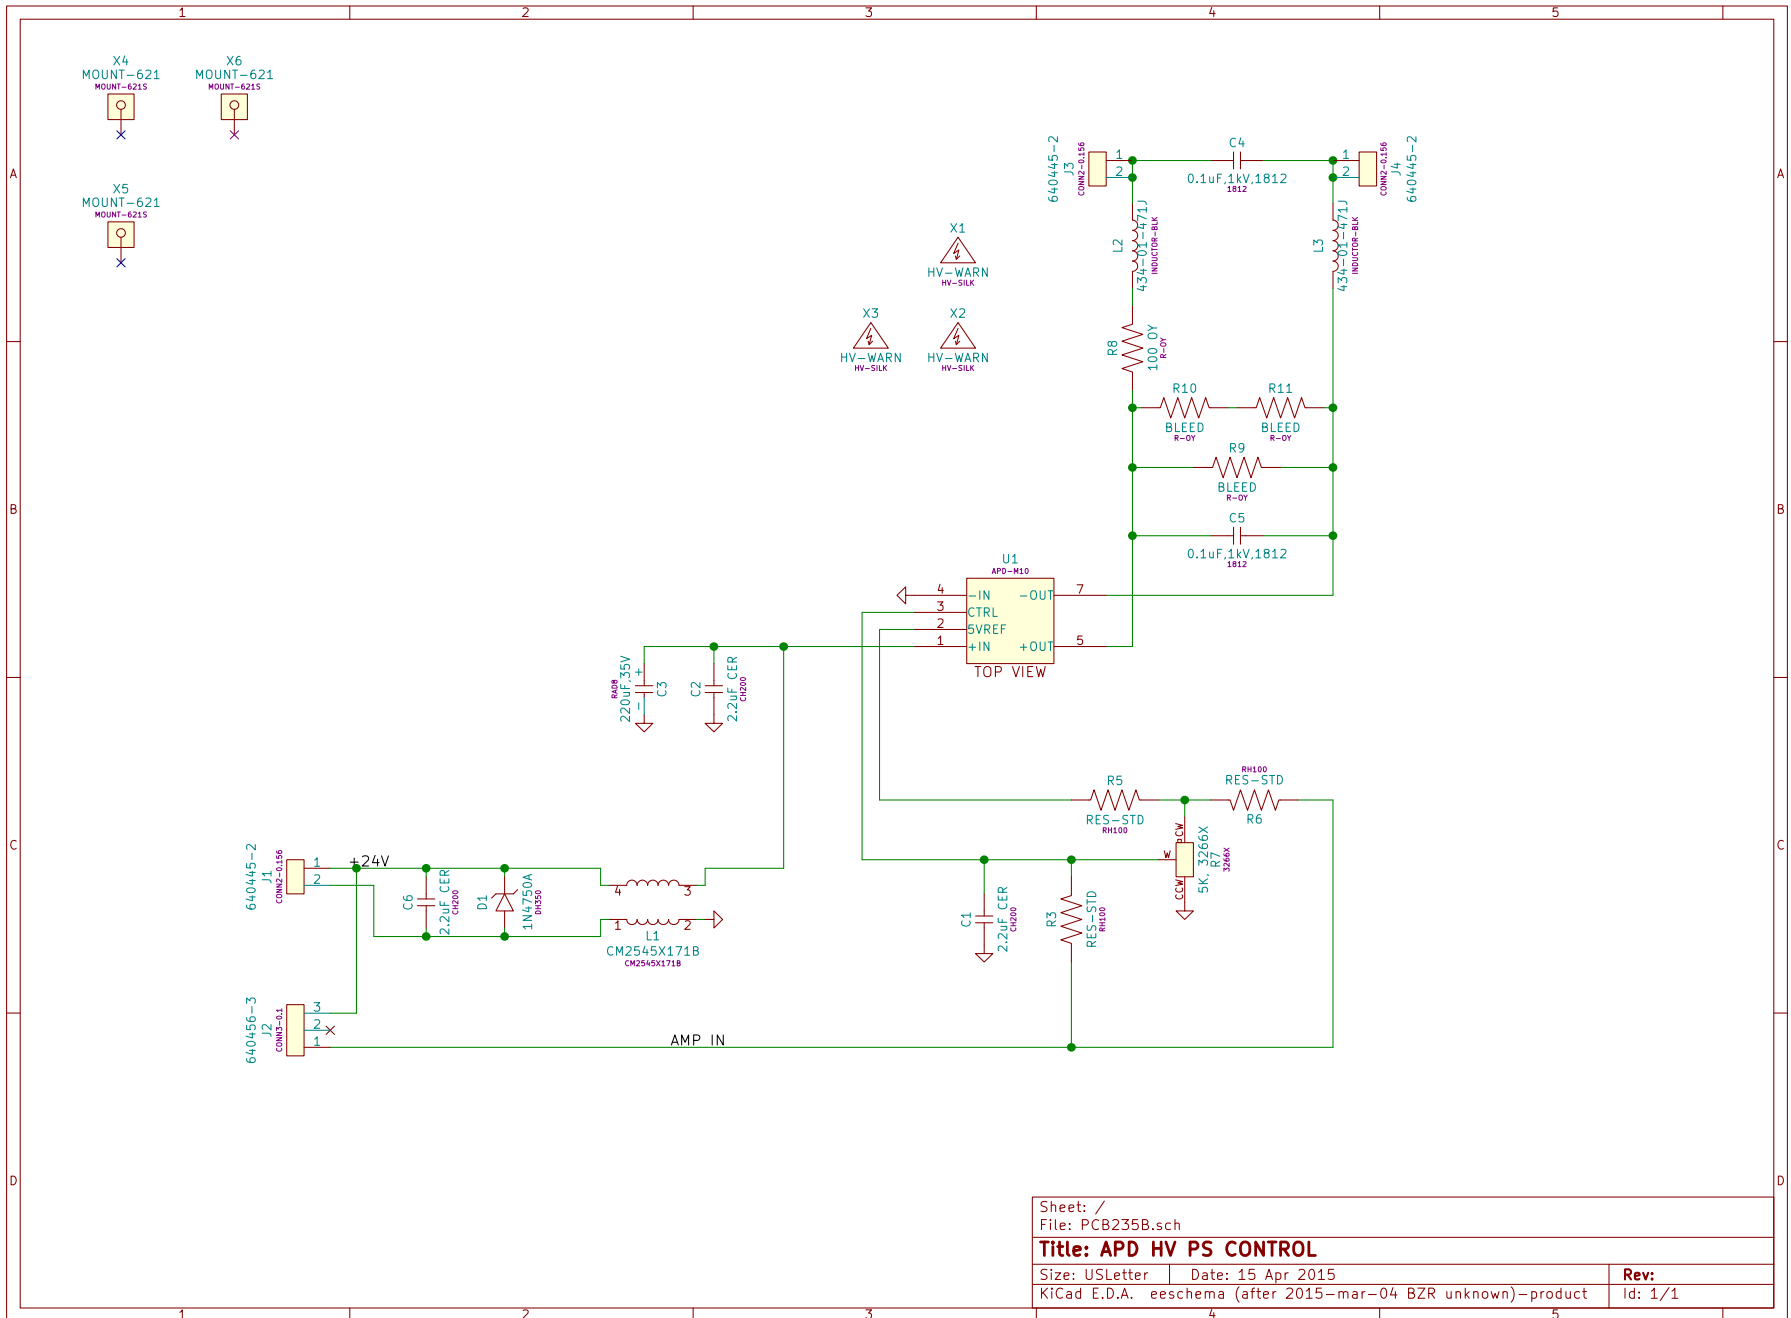 1 2 3 4 5
A
B
C
D
A
B
C
D
1 2 3 4 5
X4
MOUNT-621
MOUNT-621S
X6
MOUNT-621
MOUNT-621S
X5
MOUNT-621
MOUNT-621S
X1
HV-WARN
HV-SILK
X3
HV-WARN
HV-SILK
X2
HV-WARN
HV-SILK
640445-2
J3
CONN2-0.156
1
2
C4
0.1uF,1kV,1812
1812
1
2
J4
CONN2-0.156
640445-2
L2
434-01-471J
INDUCTOR-BLK
L3
434-01-471J
INDUCTOR-BLK
R8
100 OY
R-OY
R10
BLEED
R-OY
R11
BLEED
R-OY
R9
BLEED
R-OY
C5
0.1uF,1kV,1812
1812
U1
APD-M10
4 -IN -OUT 7
3 CTRL
2 5VREF
1 +IN +OUT 5
TOP VIEW
RAD8
220uF,35V
+
-
C3
C2
2.2uF CER
CH200
R5
RES-STD
RH100
RH100
RES-STD
R6
CW
W
CCW
5K, 3266X
R7
3266X
640445-2
J1
CONN2-0.156
1
2
+24V
C6
2.2uF CER
CH200
D1
1N4750A
DH350
4 3
1 2
L1
CM2545X171B
CM2545X171B
C1
2.2uF CER
CH200
R3
RES-STD
RH100
640456-3
J2
CONN3-0.1
3
2
1
AMP IN
Sheet: /
File: PCB235B.sch
Title: APD HV PS CONTROL
Size: USLetter Date: 15 Apr 2015 Rev:
KiCad E.D.A. eeschema (after 2015-mar-04 BZR unknown)-product Id: 1/1